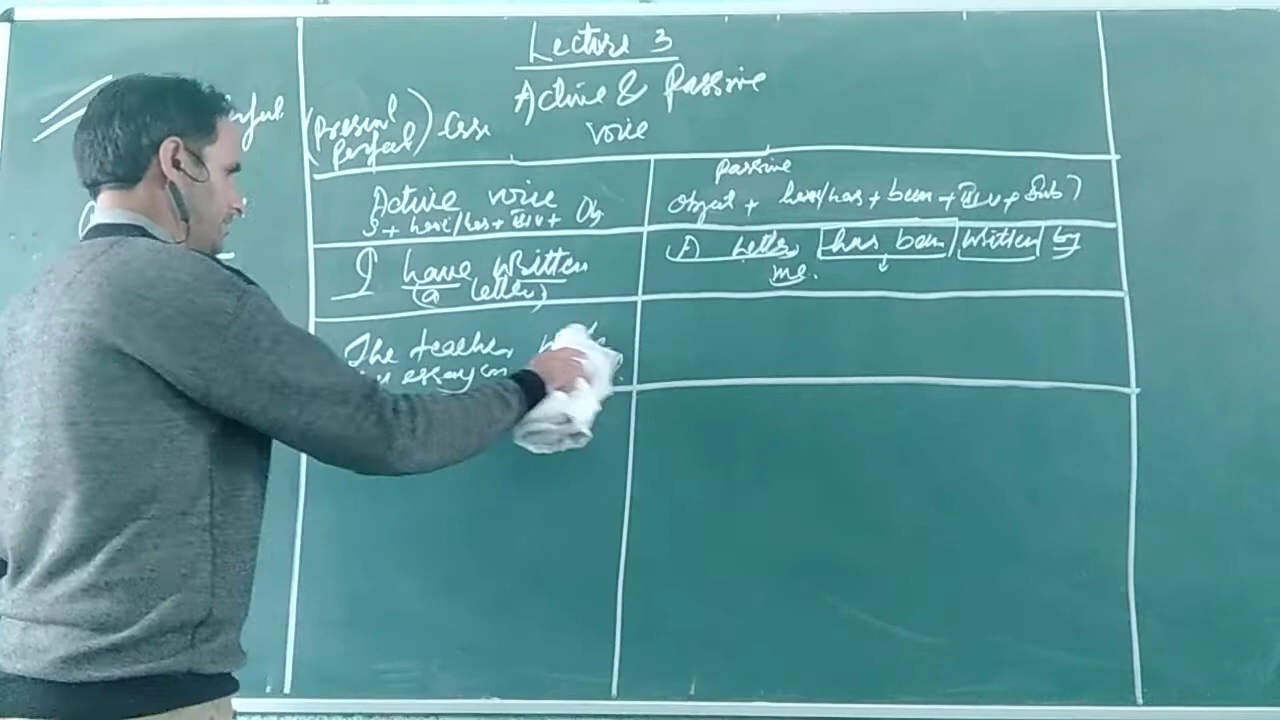 Lecture 3
Active & Passive
voice
(Present
Perfect)
Active voice
S + have/has + III V + Obj
I have written
(a letter)
The teacher
Passive
Object + have/has + been + III V + Sub)
A letter has been written by
me.